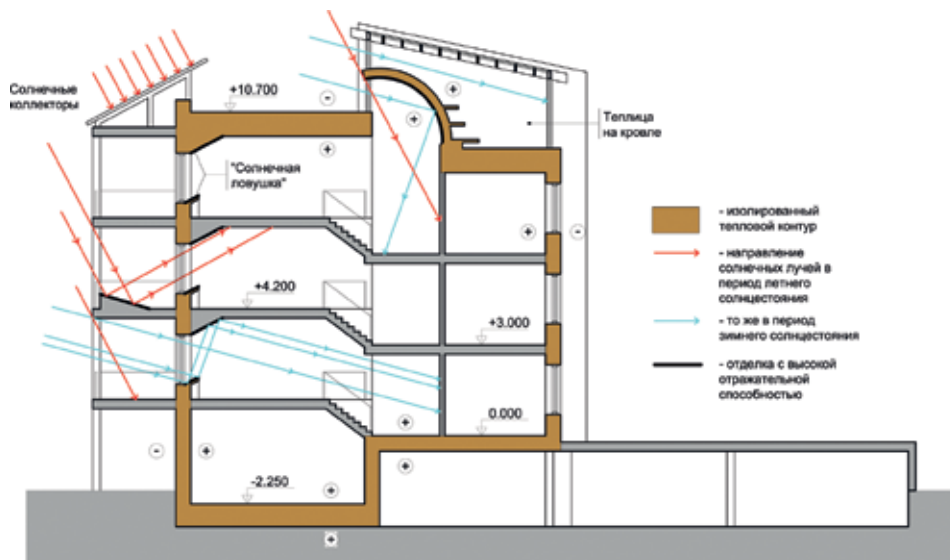 Солнечные
коллекторы
+10.700
"Солнечная
ловушка"
+4.200
-2.250
+3.000
0.000
Теплица
на кровле
- изолированный
тепловой контур
- направление
солнечных лучей в
период летнего
солнцестояния
- то же в период
зимнего солнцестояния
- отделка с высокой
отражательной
способностью